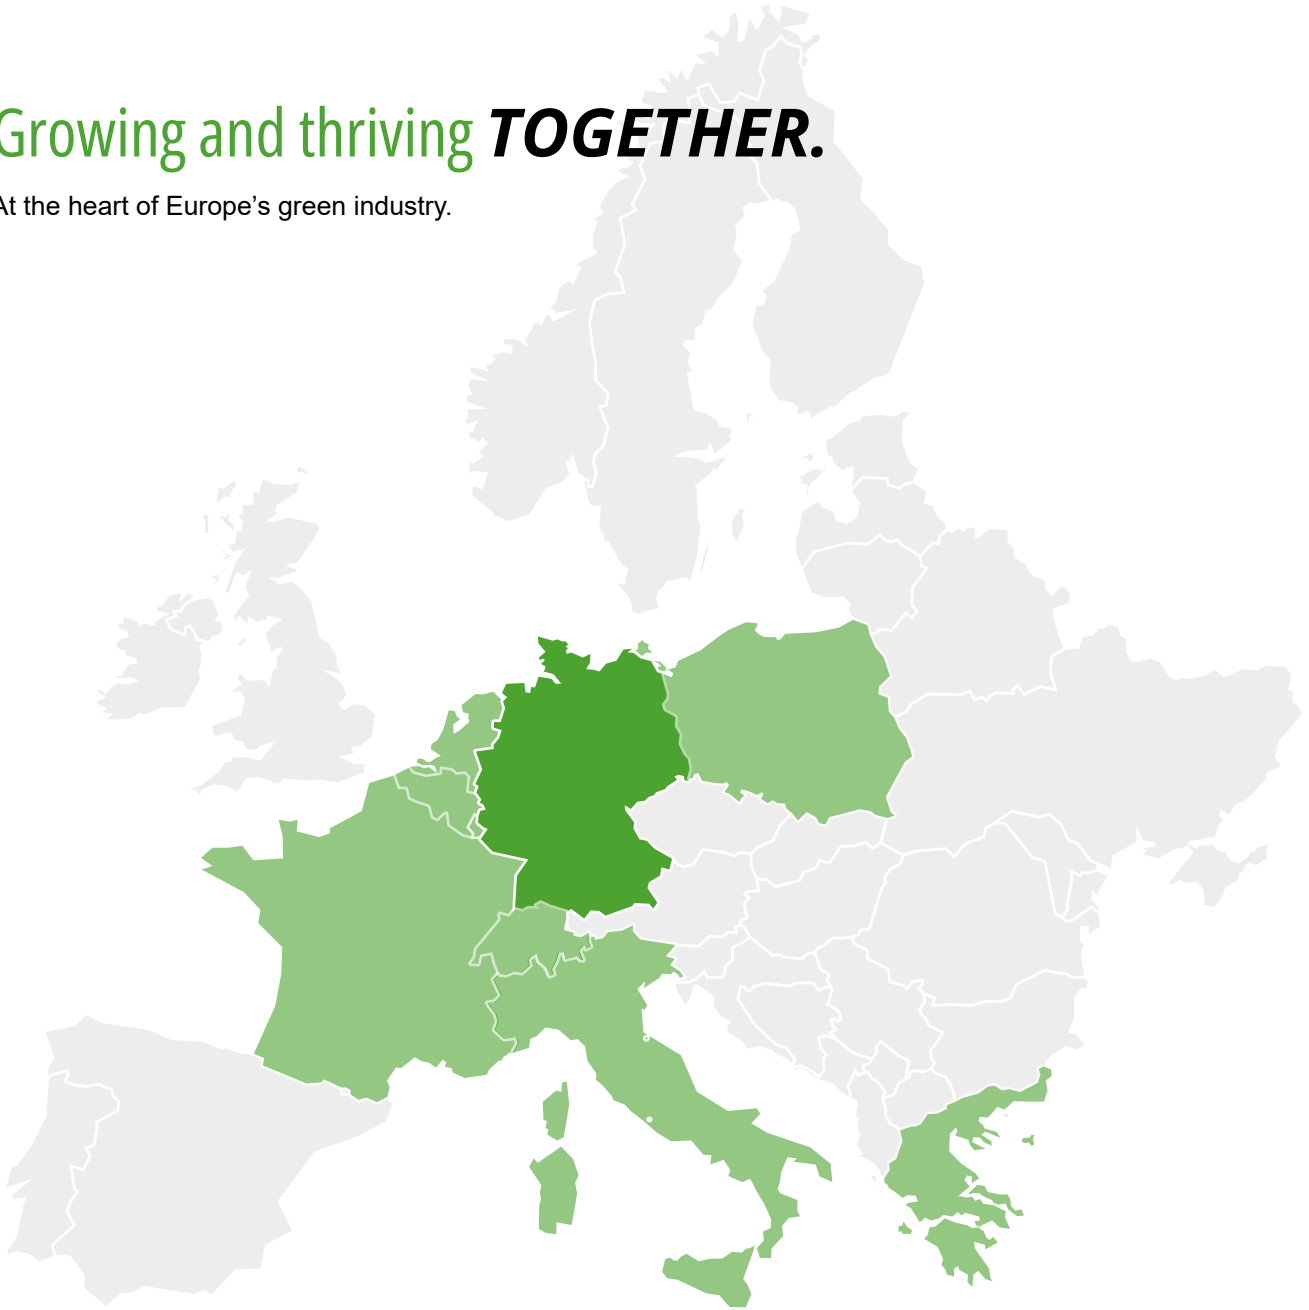 Growing and thriving TOGETHER.
At the heart of Europe’s green industry.